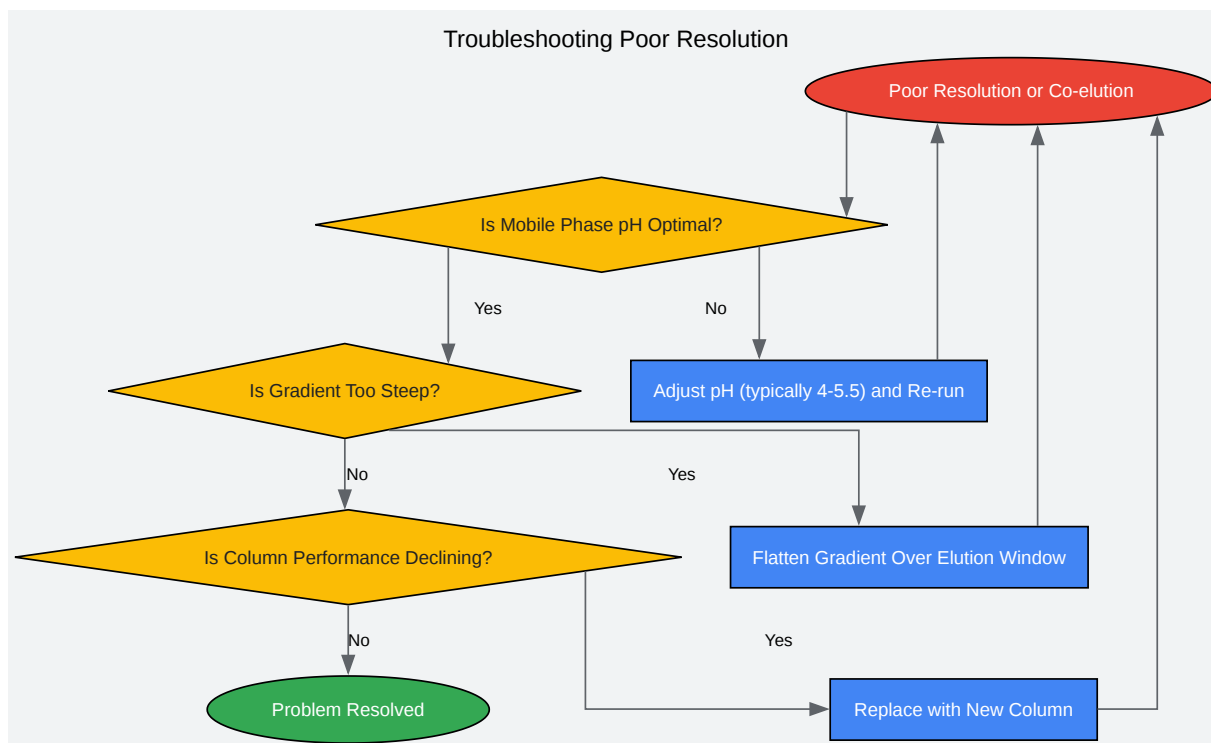 Troubleshooting Poor Resolution
Poor Resolution or Co-elution
Is Mobile Phase pH Optimal?
Yes
No
Is Gradient Too Steep?
Adjust pH (typically 4-5.5) and Re-run
No
Yes
Is Column Performance Declining?
Flatten Gradient Over Elution Window
No
Yes
Problem Resolved
Replace with New Column